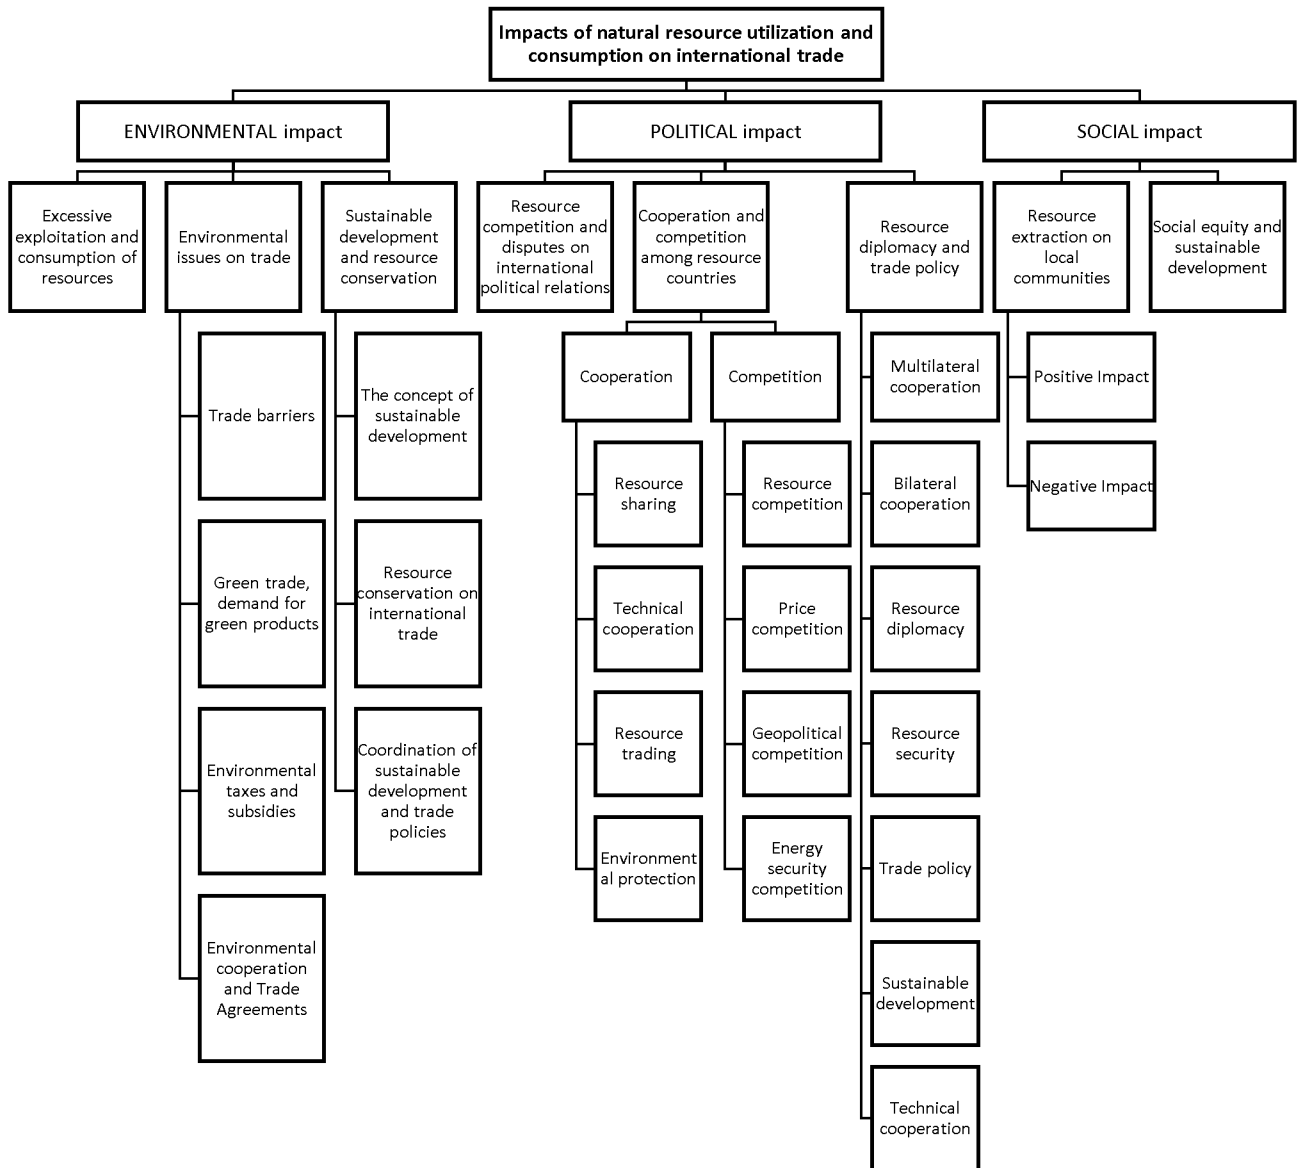 Impacts of natural resource utilization and
consumption on international trade
ENVIRONMENTAL impact
POLITICAL impact
SOCIAL impact
Excessive
exploitation and
consumption of
resources
Environmental
issues on trade
Sustainable
development
and resource
conservation
Resource
competition and
disputes on
international
political relations
Cooperation and
competition
among resource
countries
Resource
diplomacy and
trade policy
Resource
extraction on
local
communities
Social equity and
sustainable
development
Trade barriers
Green trade,
demand for
green products
Environmental
taxes and
subsidies
Environmental
cooperation
and Trade
Agreements
The concept of
sustainable
development
Resource
conservation on
international
trade
Coordination of
sustainable
development
and trade
policies
Cooperation
Resource
sharing
Technical
cooperation
Resource
trading
Environment
al protection
Competition
Resource
competition
Price
competition
Geopolitical
competition
Energy
security
competition
Multilateral
cooperation
Bilateral
cooperation
Resource
diplomacy
Resource
security
Trade policy
Sustainable
development
Technical
cooperation
Positive Impact
Negative Impact